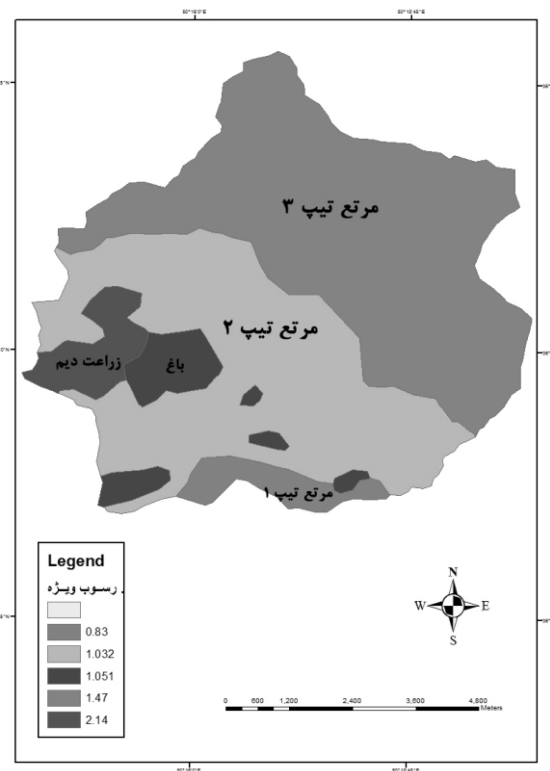 مرتع تیپ ۳
مرتع تیپ ۲
زراعت دیم
باغ
مرتع تیپ ۱
Legend
رسوب ویژه
0.83
1.032
1.051
1.47
2.14
N
W E
S
0 600 1,200 2,400 3,600 4,800
Meters